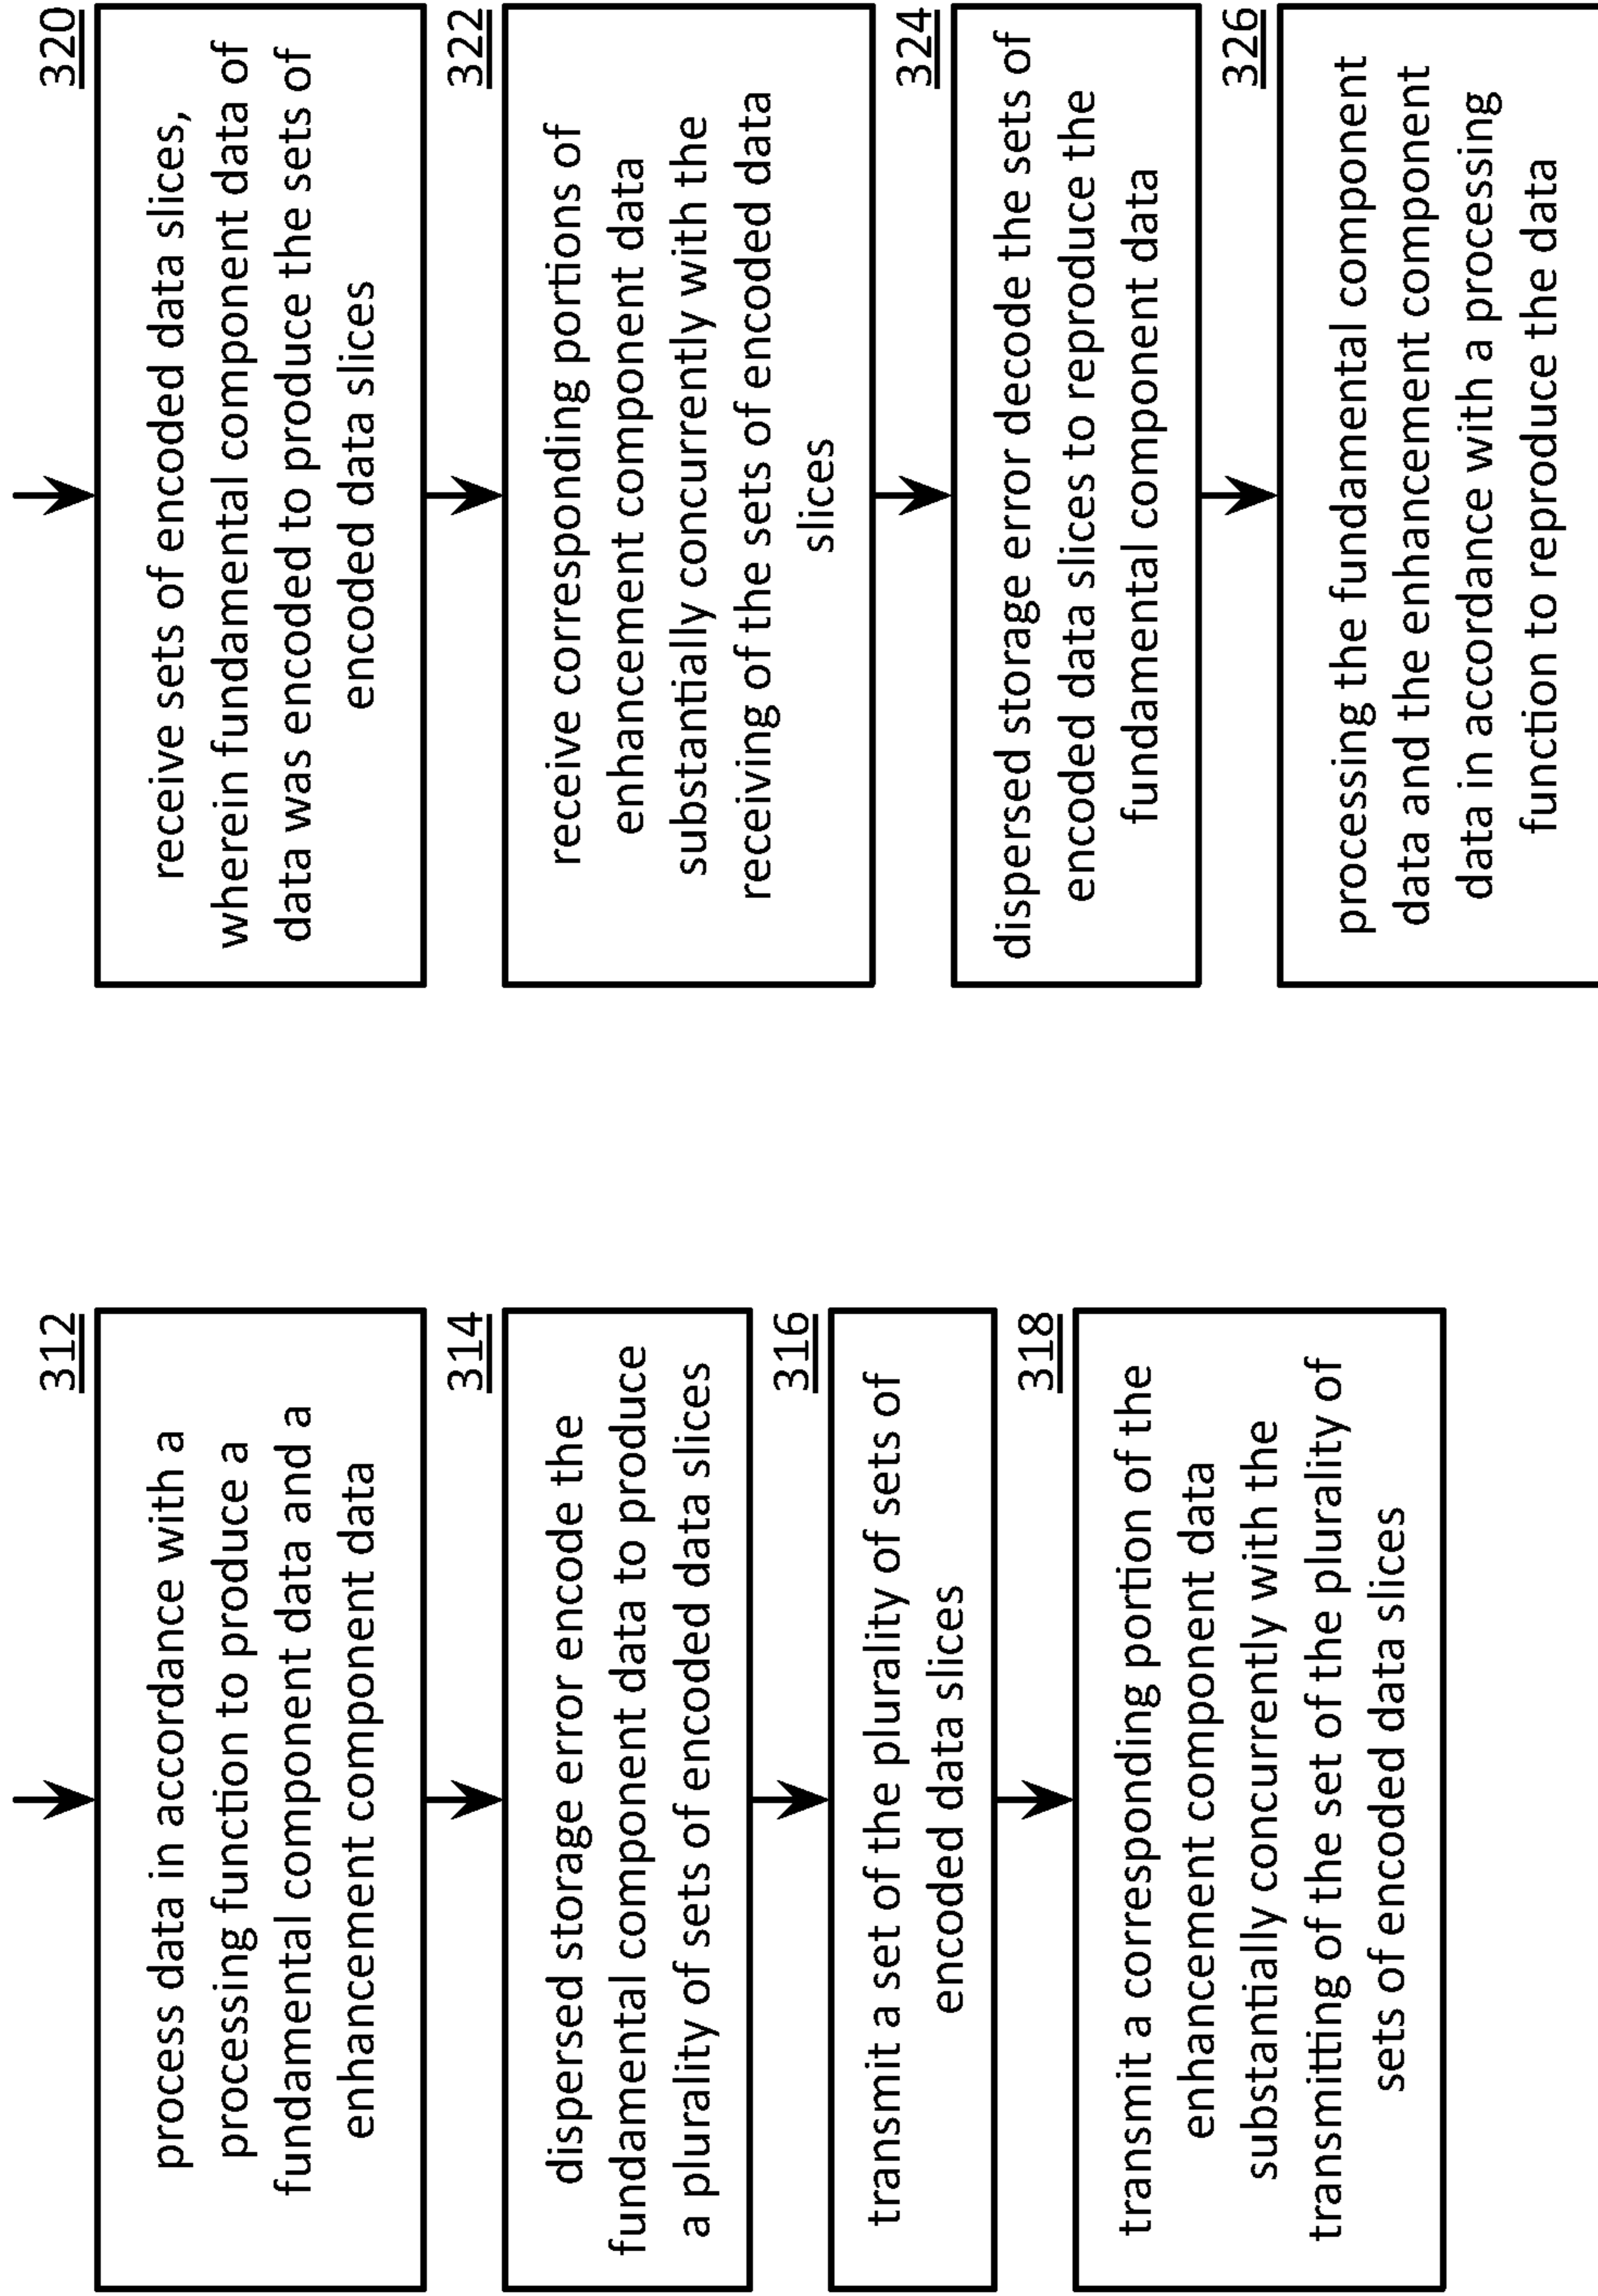 312
process data in accordance with a
processing function to produce a
fundamental component data and a
enhancement component data
314
dispersed storage error encode the
fundamental component data to produce
a plurality of sets of encoded data slices
316
transmit a set of the plurality of sets of
encoded data slices
318
transmit a corresponding portion of the
enhancement component data
substantially concurrently with the
transmitting of the set of the plurality of
sets of encoded data slices
320
receive sets of encoded data slices,
wherein fundamental component data of
data was encoded to produce the sets of
encoded data slices
322
receive corresponding portions of
enhancement component data
substantially concurrently with the
receiving of the sets of encoded data
slices
324
dispersed storage error decode the sets of
encoded data slices to reproduce the
fundamental component data
326
processing the fundamental component
data and the enhancement component
data in accordance with a processing
function to reproduce the data